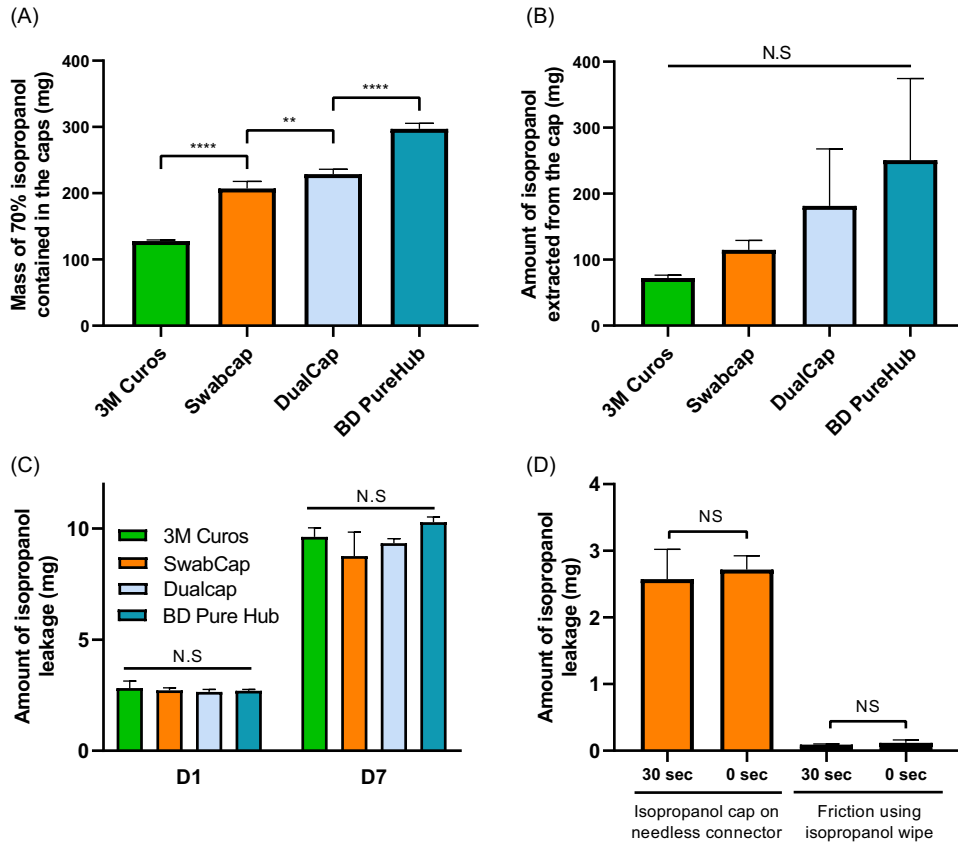 (A)
Mass of 70% isopropanol
contained in the caps (mg)
400
300
200
100
0
****
**
****
3M Curos
Swabcap
DualCap
BD PureHub
(B)
Amount of isopropanol
extracted from the cap (mg)
400
300
200
100
0
N.S
3M Curos
Swabcap
DualCap
BD PureHub
(C)
Amount of isopropanol
leakage (mg)
10
5
0
3M Curos
SwabCap
Dualcap
BD Pure Hub
N.S
N.S
D1
D7
(D)
Amount of isopropanol
leakage (mg)
4
3
2
1
0
NS
NS
30 sec
0 sec
30 sec
0 sec
Isopropanol cap on
needless connector
Friction using
isopropanol wipe